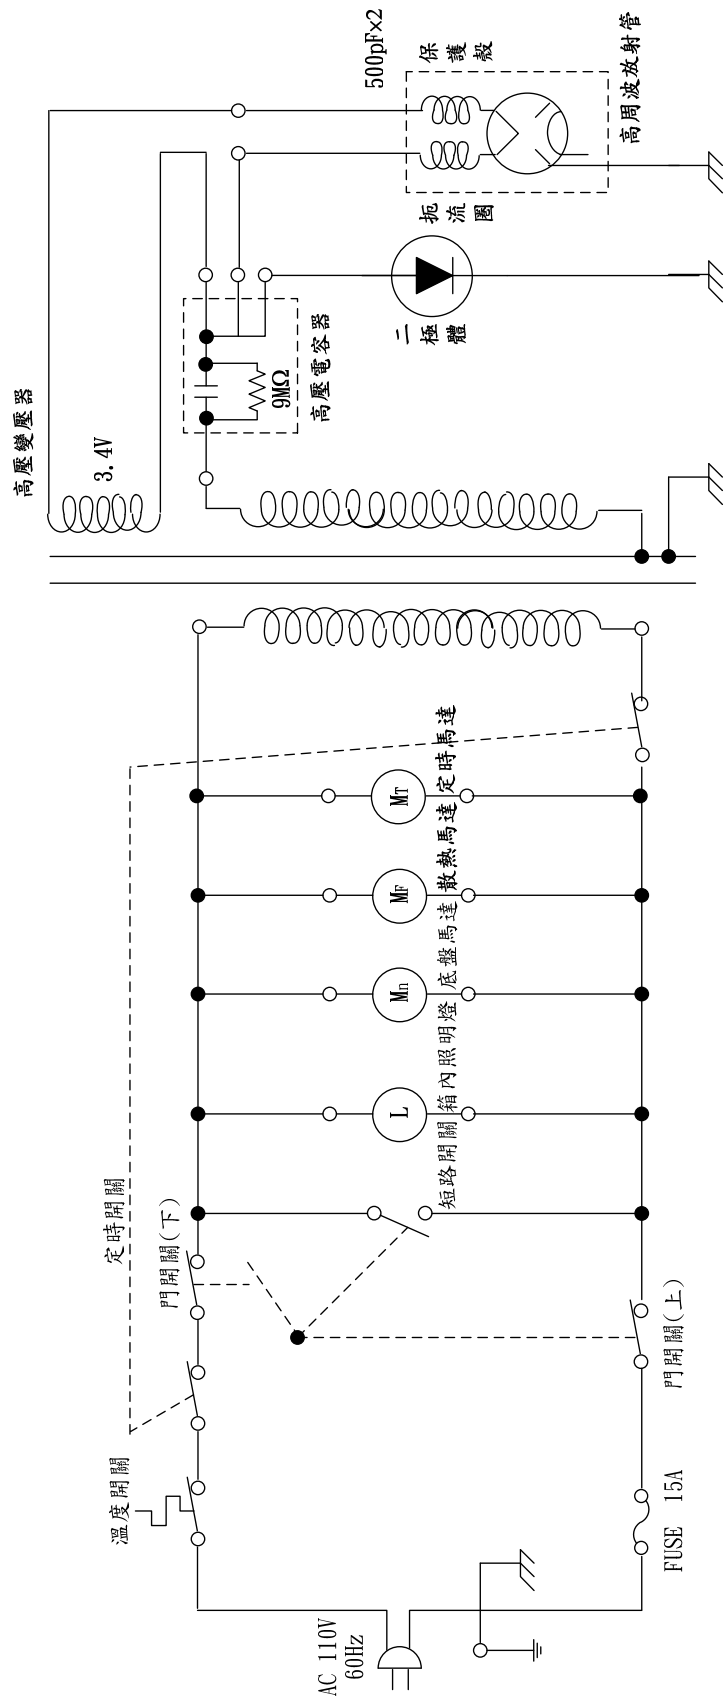 AC 110V
60Hz
FUSE 15A
溫度開關
定時開關
門開關(下)
門開關(上)
短路開關
箱內照明燈
底盤馬達
散熱馬達
定時馬達
L
Mn
MF
MT
高壓變壓器
3.4V
9MΩ
高壓電容器
二極體
扼流圈
500pF×2
保護殼
高周波放射管